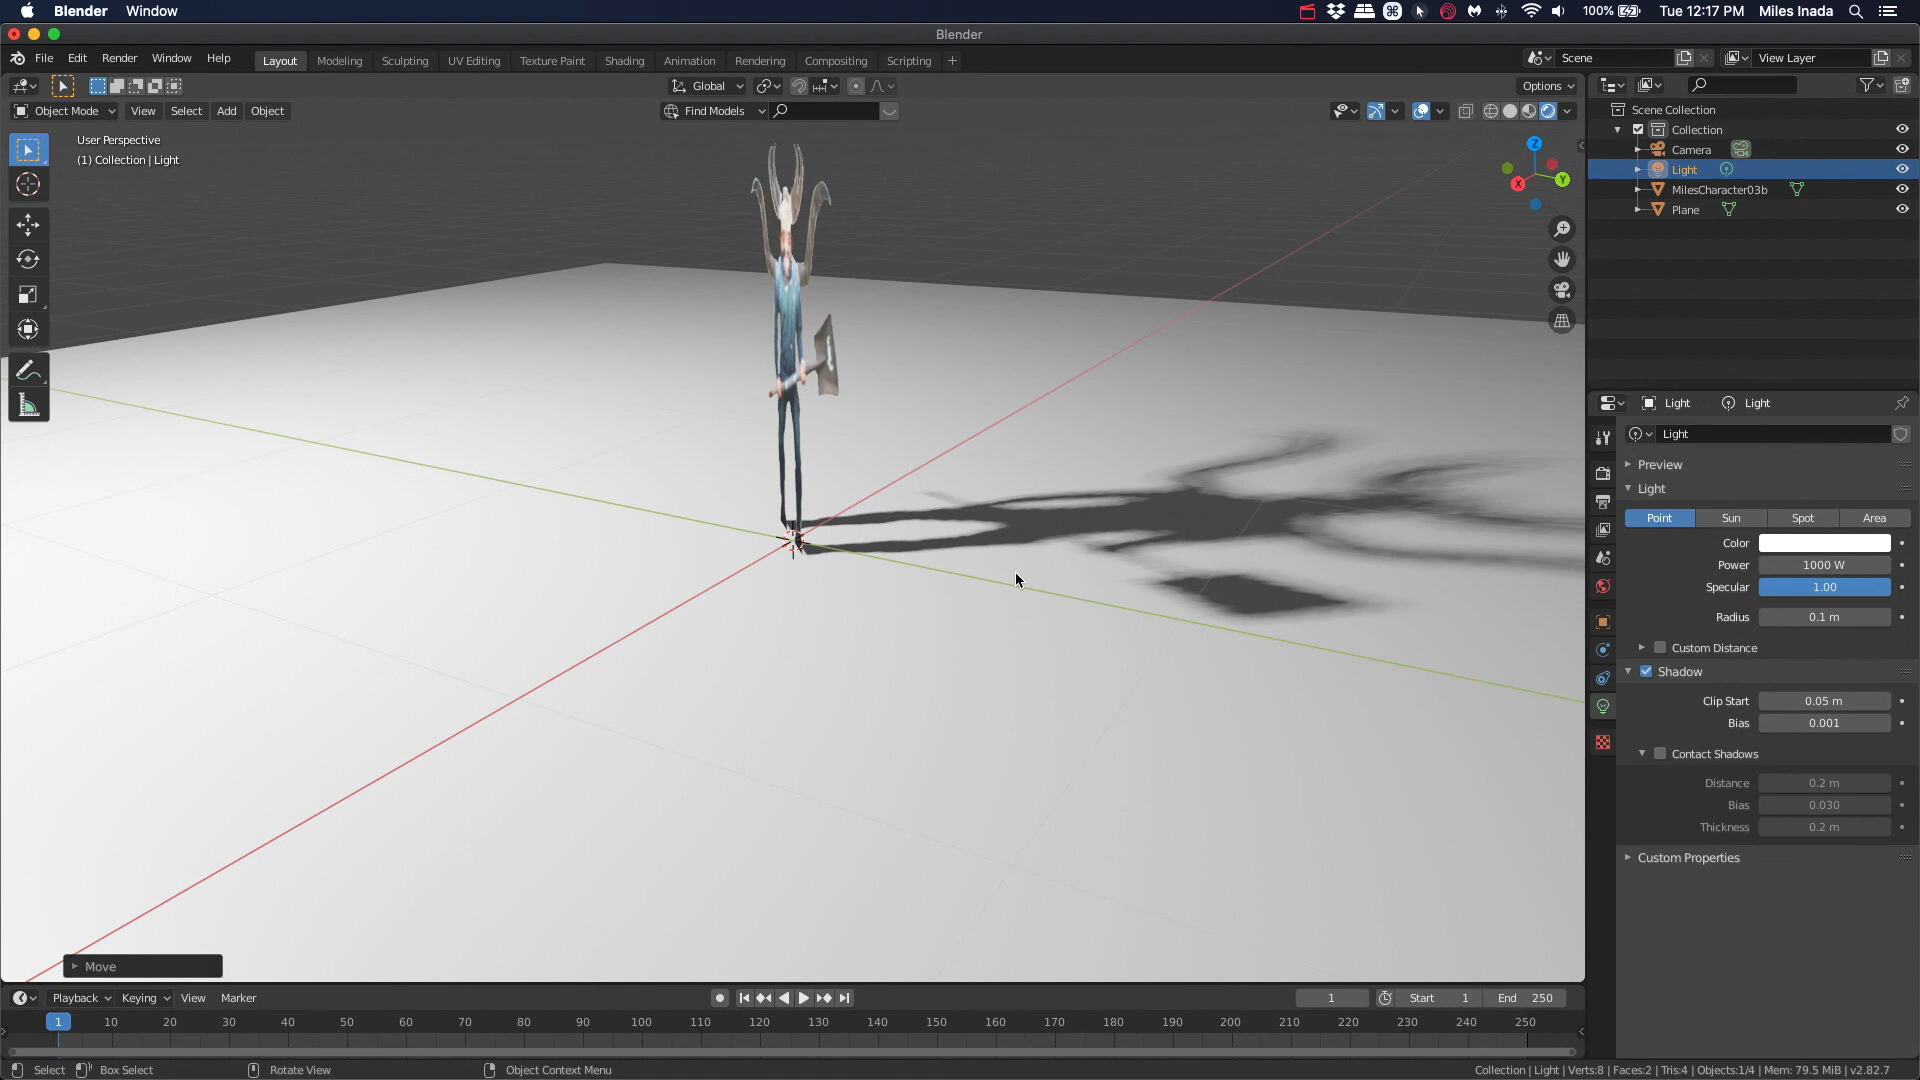 Blender Window 100% Tue 12:17 PM Miles Inada
Blender
File Edit Render Window Help Layout Modeling Sculpting UV Editing Texture Paint Shading Animation Rendering Compositing Scripting + Scene View Layer
Global Options
Object Mode View Select Add Object Find Models
User Perspective
(1) Collection | Light
Z
X
Y
Scene Collection
Collection
Camera
Light
MilesCharacter03b
Plane
Light Light
Light
Preview
Light
Point Sun Spot Area
Color
Power 1000 W
Specular 1.00
Radius 0.1 m
Custom Distance
Shadow
Clip Start 0.05 m
Bias 0.001
Contact Shadows
Distance 0.2 m
Bias 0.030
Thickness 0.2 m
Custom Properties
Move
Playback Keying View Marker 1 Start 1 End 250
1 10 20 30 40 50 60 70 80 90 100 110 120 130 140 150 160 170 180 190 200 210 220 230 240 250
Select Box Select Rotate View Object Context Menu Collection | Light | Verts:8 | Faces:2 | Tris:4 | Objects:1/4 | Mem: 79.5 MiB | v2.82.7